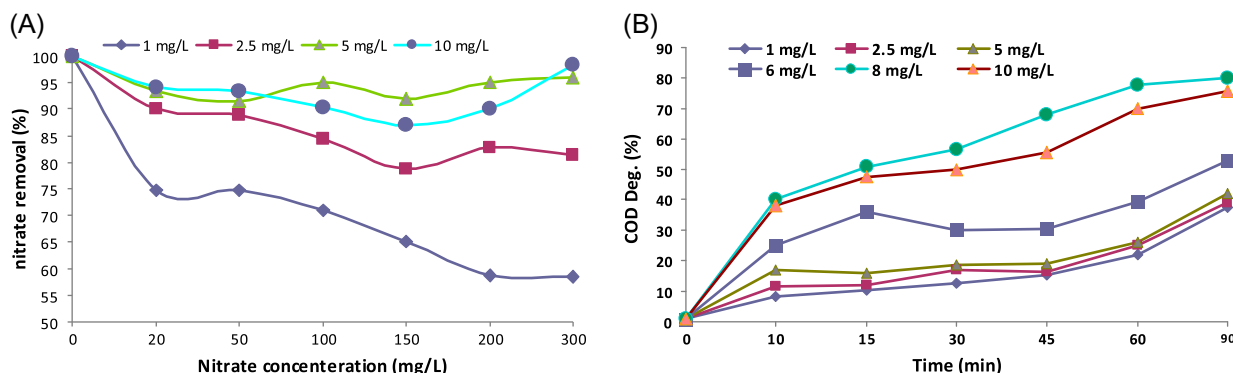 (A)
1 mg/L 2.5 mg/L 5 mg/L 10 mg/L
nitrate removal (%)
100
95
90
85
80
75
70
65
60
55
50
0 20 50 100 150 200 300
Nitrate concenteration (mg/L)
(B)
1 mg/L 2.5 mg/L 5 mg/L
6 mg/L 8 mg/L 10 mg/L
COD Deg. (%)
90
80
70
60
50
40
30
20
10
0
0 10 15 30 45 60 90
Time (min)